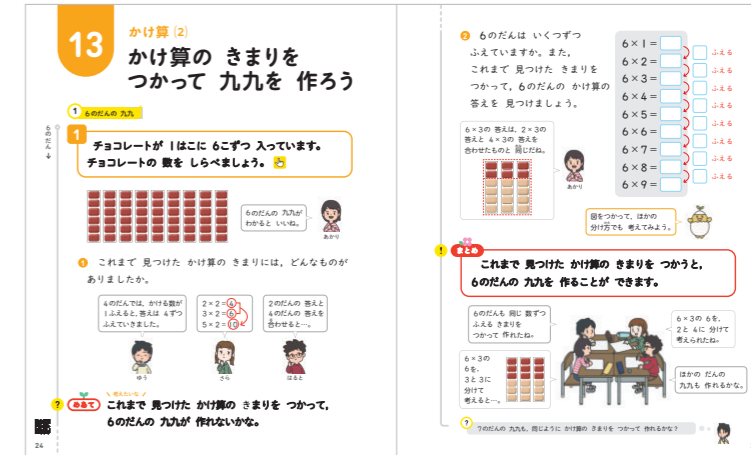 13
かけ算 ⑵
かけ算の きまりを
つかって 九九を 作ろう
1 6のだんの 九九
6のだん
1
チョコレートが 1はこに 6こずつ 入っています。
チョコレートの 数を しらべましょう。
6のだんの 九九が
わかると いいね。
あかり
❶ これまで 見つけた かけ算の きまりには、どんなものが
ありましたか。
4のだんでは、かける数が
1ふえると、答えは 4ずつ
ふえていきました。
ゆう
2×2=4
3×2=6
5×2=10
さら
2のだんの 答えと
4のだんの 答えを
合わせると…。
はると
? めあて
考えたいな
これまで 見つけた かけ算の きまりを つかって,
6のだんの 九九が 作れないかな。
24
❷ 6のだんは いくつずつ
ふえていますか。また,
これまで 見つけた きまりを
つかって, 6のだんの かけ算の
答えを 見つけましょう。
6×1=
6×2=
6×3=
6×4=
6×5=
6×6=
6×7=
6×8=
6×9=
ふえる
ふえる
ふえる
ふえる
ふえる
ふえる
ふえる
ふえる
6×3の 答えは, 2×3の
答えと 4×3の 答えを
合わせたものと 同じだね。
あかり
図をつかって, ほかの
分け方でも 考えてみよう。
! まとめ
これまで 見つけた かけ算の きまりを つかうと,
6のだんの 九九を 作ることが できます。
6のだんも 同じ 数ずつ
ふえる きまりを
つかって 作れたね。
6×3の
6を,
3と 3に
分けて
考えると…。
6×3の 6を,
2と 4に 分けて
考えられたね。
ほかの だんの
九九も 作れるかな。
? 7のだんの 九九も, 同じように かけ算の きまりを つかって 作れるかな?